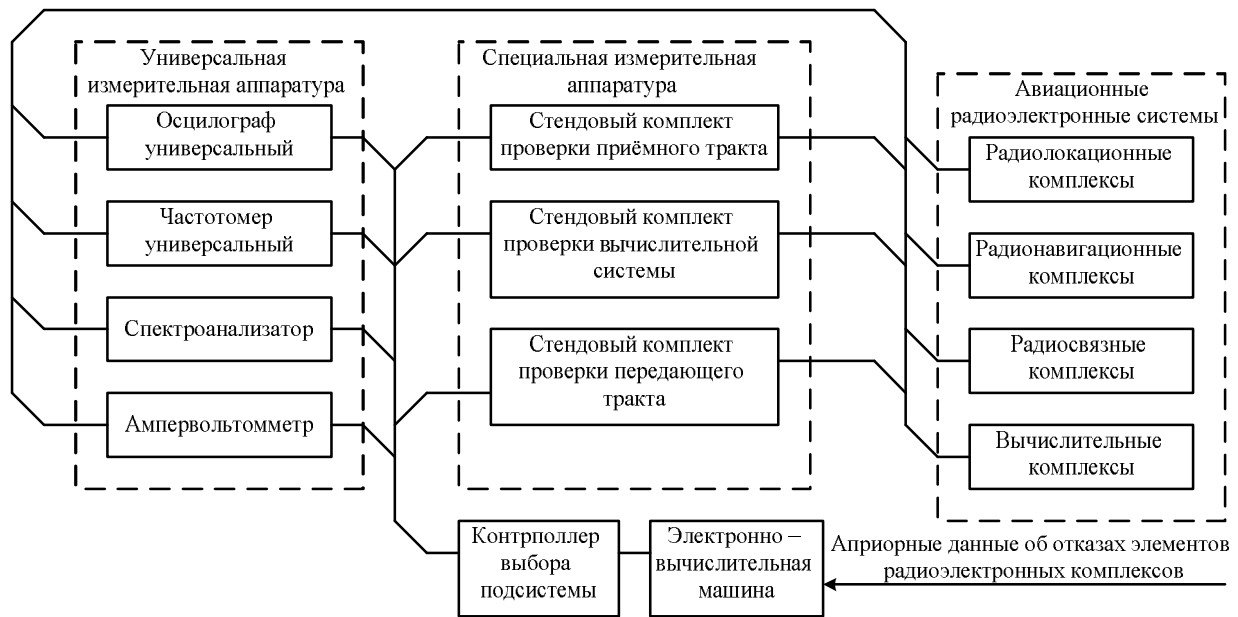 Универсальная
измерительная аппаратура
Осцилограф
универсальный
Частотомер
универсальный
Спектроанализатор
Ампервольтомметр
Специальная измерительная
аппаратура
Стендовый комплект
проверки приёмного тракта
Стендовый комплект
проверки вычислительной
системы
Стендовый комплект
проверки передающего
тракта
Авиационные
радиоэлектронные системы
Радиолокационные
комплексы
Радионавигационные
комплексы
Радиосвязные
комплексы
Вычислительные
комплексы
Контрполлер
выбора
подсистемы
Электронно –
вычислительная
машина
Априорные данные об отказах элементов
радиоэлектронных комплексов